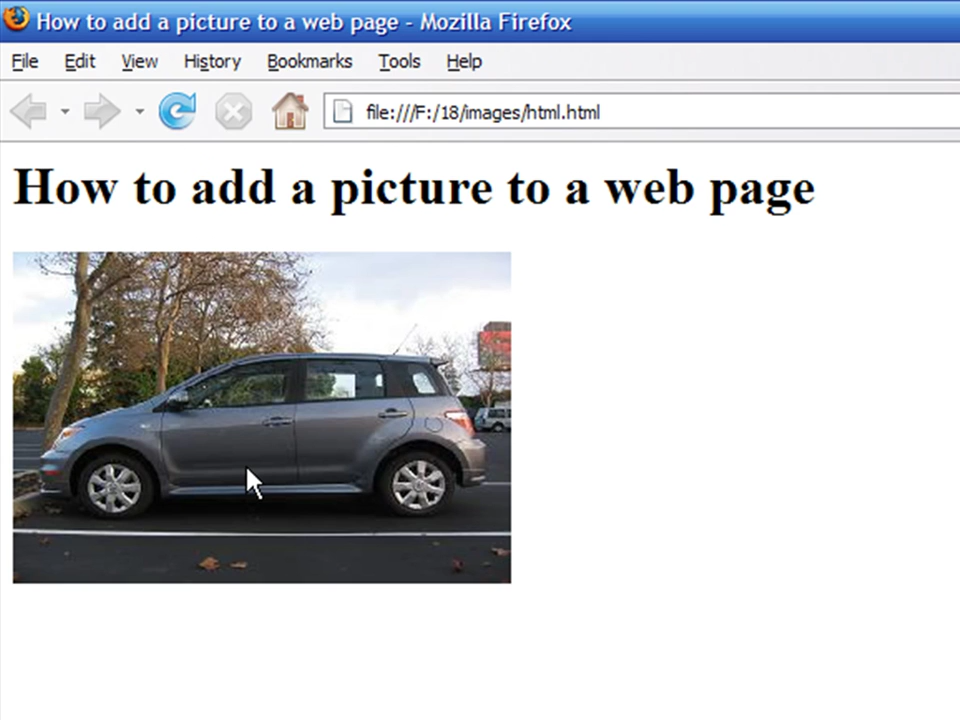 How to add a picture to a web page - Mozilla Firefox
File Edit View History Bookmarks Tools Help
file:///F:/18/images/html.html
How to add a picture to a web page